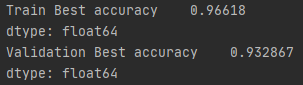 Train Best accuracy    0.96618
dtype: float64
Validation Best accuracy    0.932867
dtype: float64